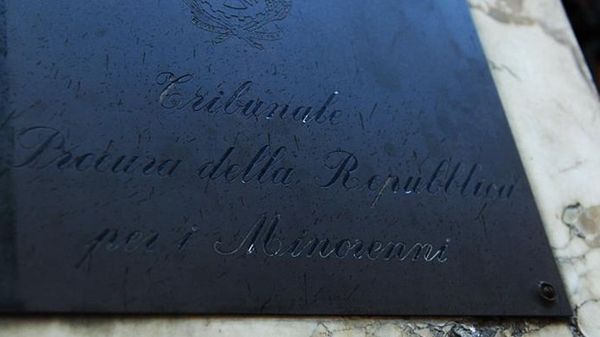 Tribunale
Procura della Repubblica
per i Minorenni